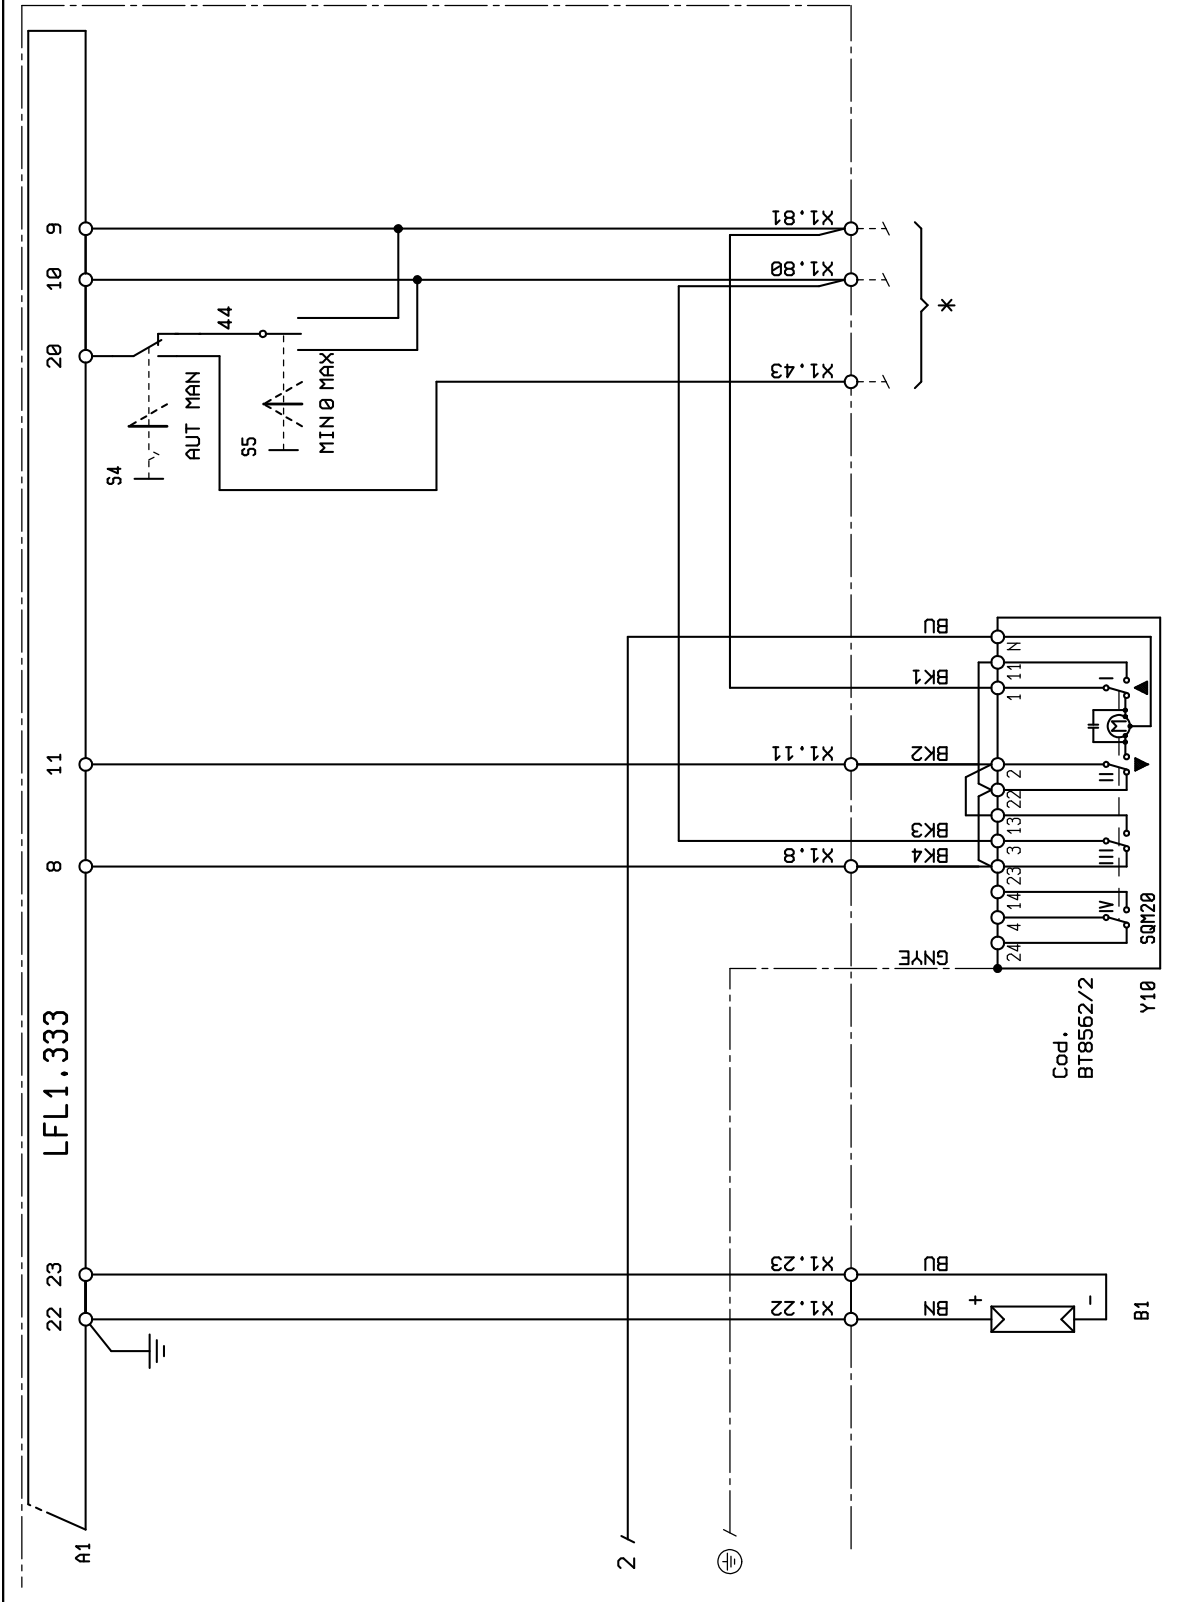 9
10
20
11
8
LFL1.333
23
22
A1
44
S4
AUT MAN
S5
MIN 0 MAX
X1.81
X1.80
X1.43
*
X1.11
X1.8
X1.23
X1.22
BU
BK1
BK2
BK3
BK4
GNYE
BU
BN
N
11
1
2
22
13
3
23
14
4
24
I
II
III
IV
M
SQM20
Y10
Cod.
BT8562/2
+
-
B1
2 /